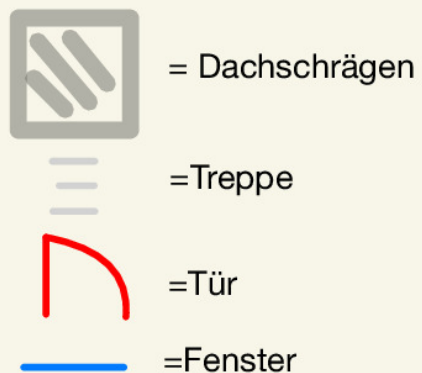 = Dachschrägen
=Treppe
=Tür
=Fenster